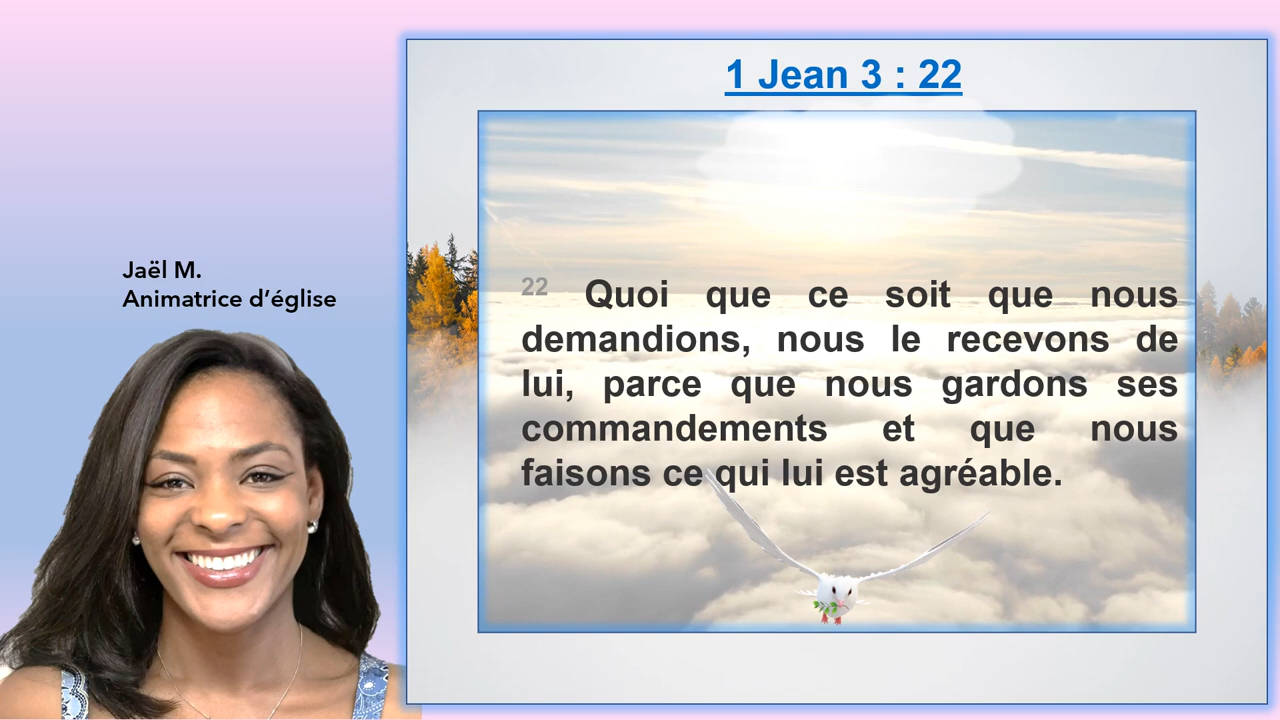 1 Jean 3 : 22
Jaël M.
Animatrice d’église
22 Quoi que ce soit que nous
demandions, nous le recevons de
lui, parce que nous gardons ses
commandements et que nous
faisons ce qui lui est agréable.